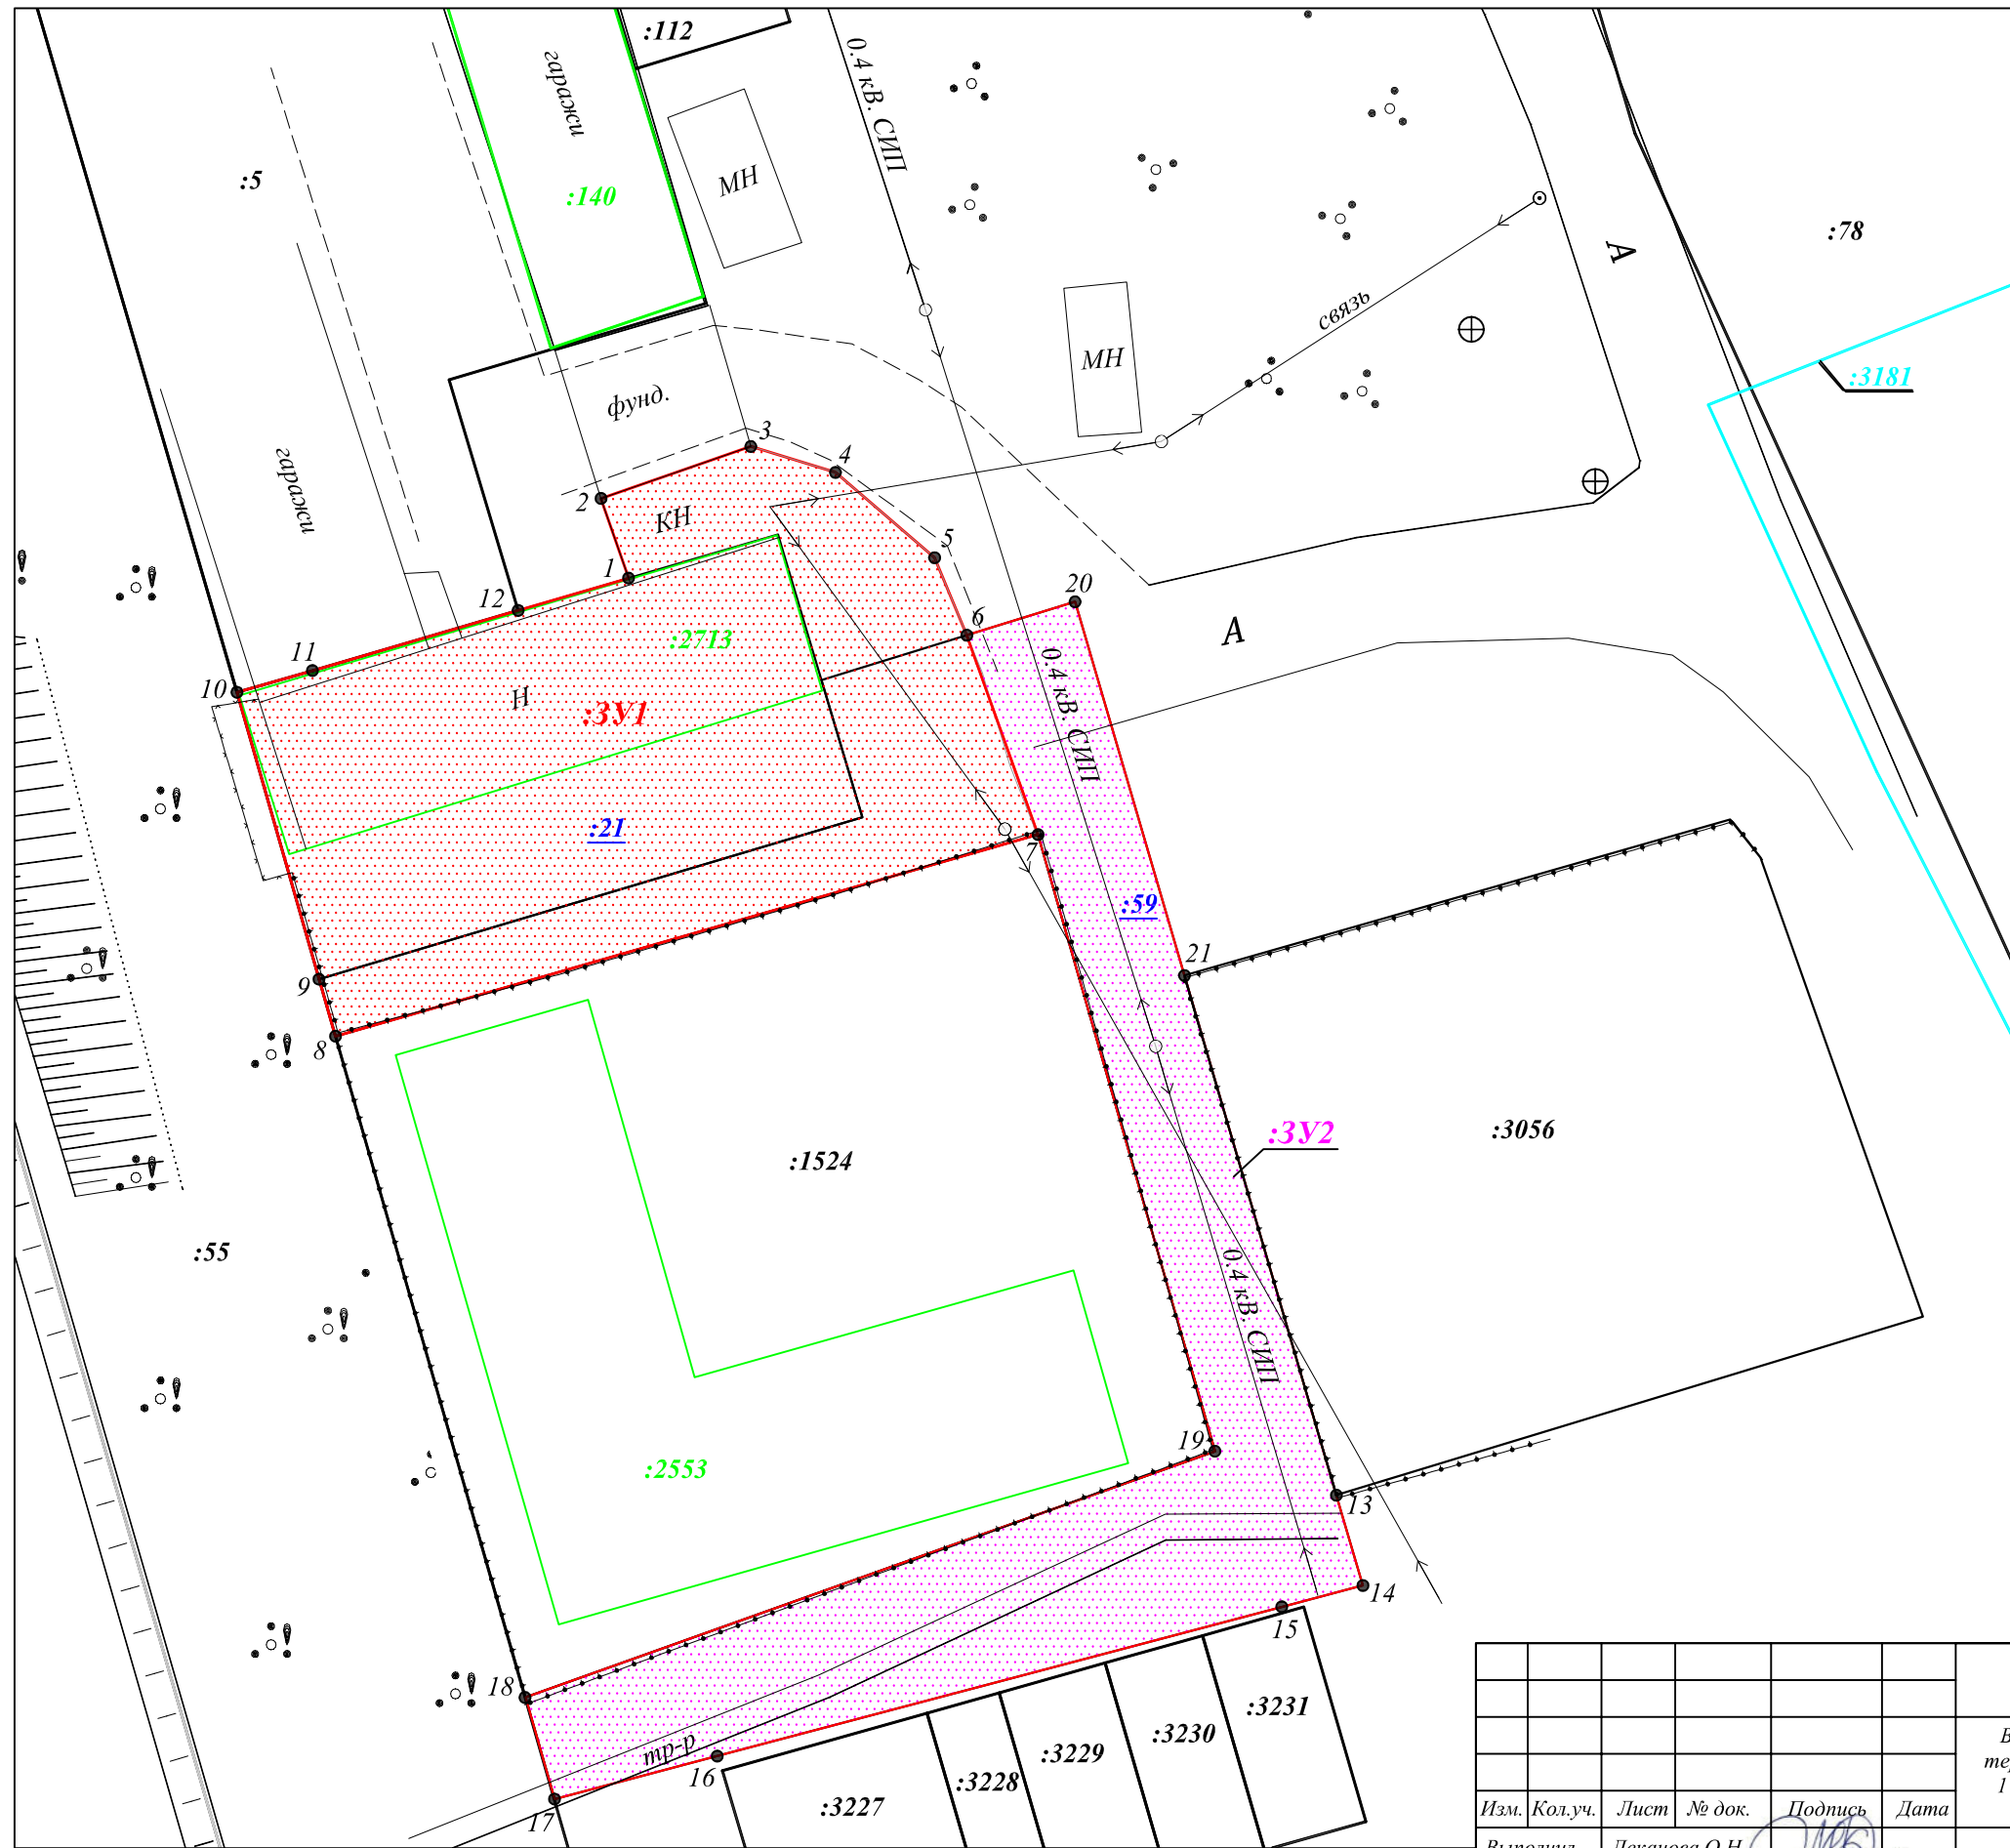 :112
гаражи
0.4 кВ. СИП
:5
:140
МН
:78
А
связь
МН
:3181
фунд.
3
4
2
КН
гаражи
5
1
12
20
6
А
:2713
11
10
Н
:ЗУ1
0.4 кВ. СИП
:21
7
:59
21
9
8
:ЗУ2
:3056
:1524
:55
0.4 кВ. СИП
19
:2553
13
14
15
18
:3231
:3230
тр-р
:3229
16
:3228
:3227
17
Изм. Кол.уч. Лист № док. Подпись Дата